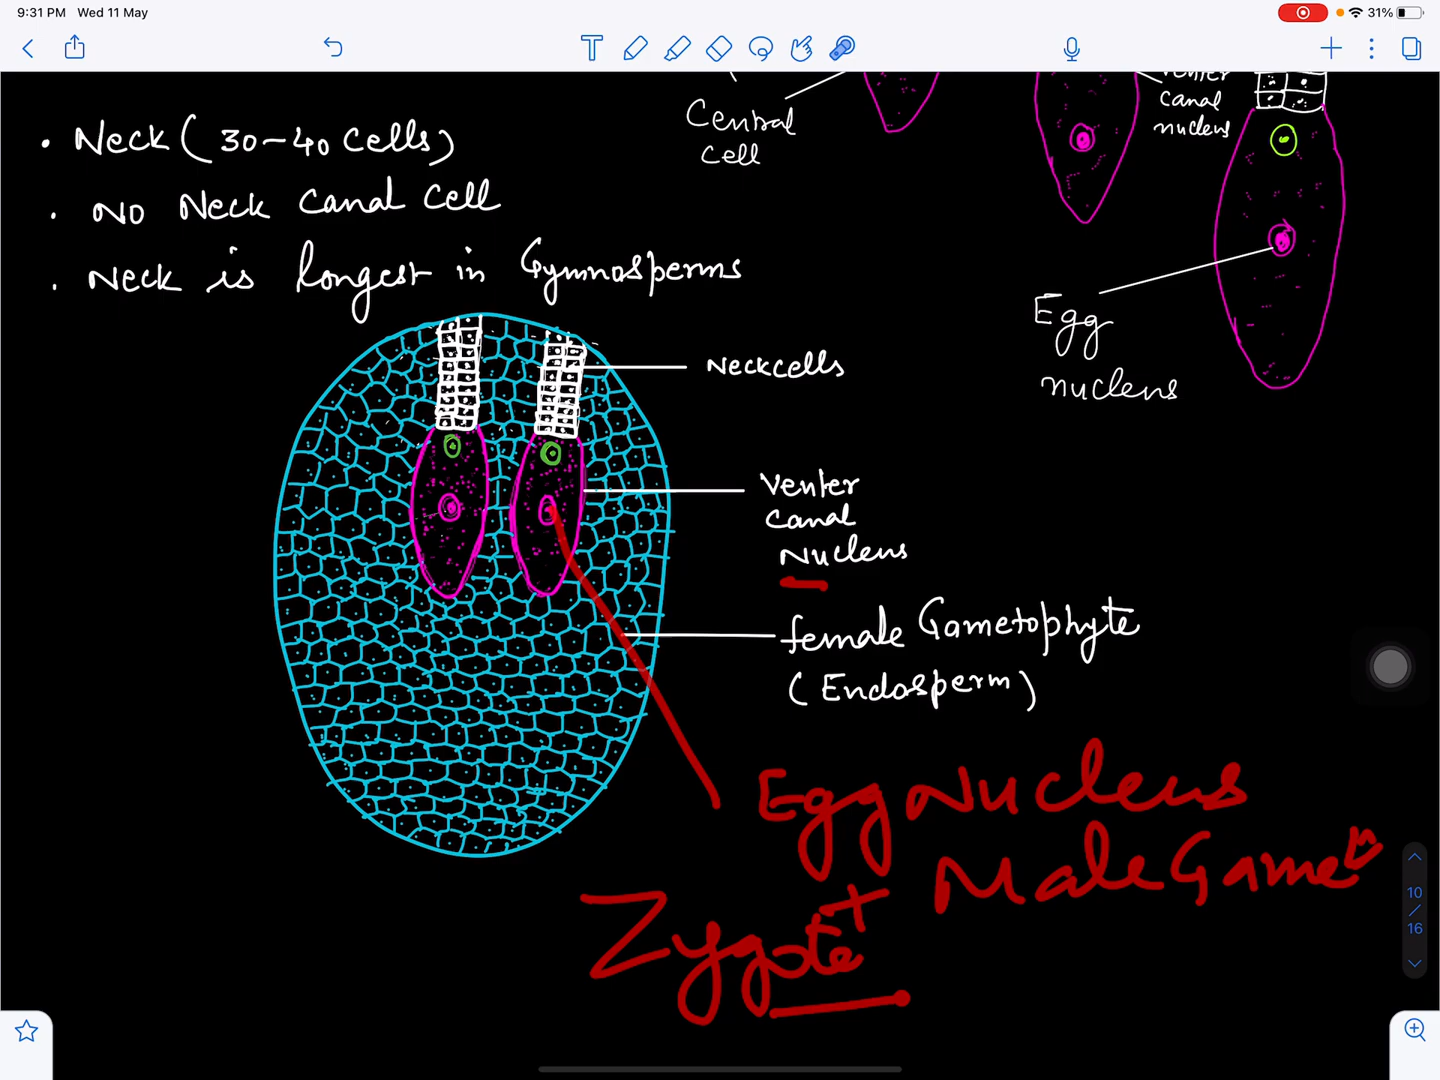 9:31 PM Wed 11 May
31%
Central
cell
venter
canal
nucleus
• Neck (30-40 cells)
. NO Neck canal cell
. Neck is longest in Gymnosperms
Egg
nucleus
Neckcells
Venter
canal
Nucleus
female Gametophyte
(Endosperm)
Egg Nucleus
+ Male Gamet
Zygote
10
/
16